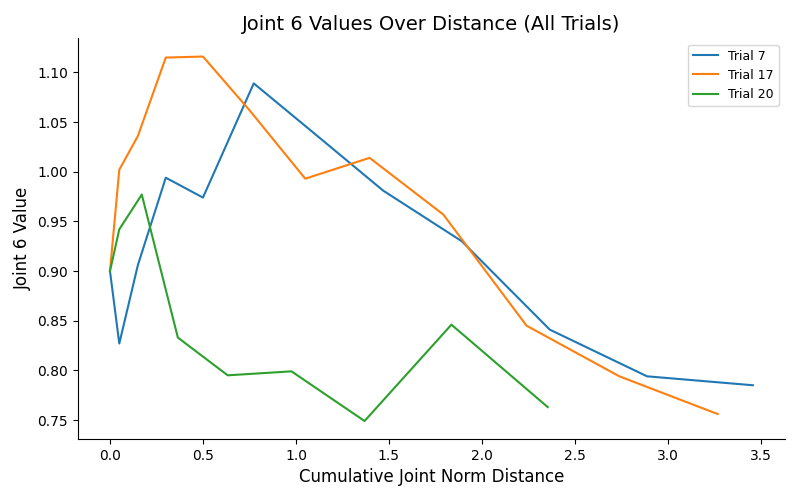 Joint 6 Values Over Distance (All Trials)
Trial 7
Trial 17
Trial 20
Joint 6 Value
1.10
1.05
1.00
0.95
0.90
0.85
0.80
0.75
0.0 0.5 1.0 1.5 2.0 2.5 3.0 3.5
Cumulative Joint Norm Distance